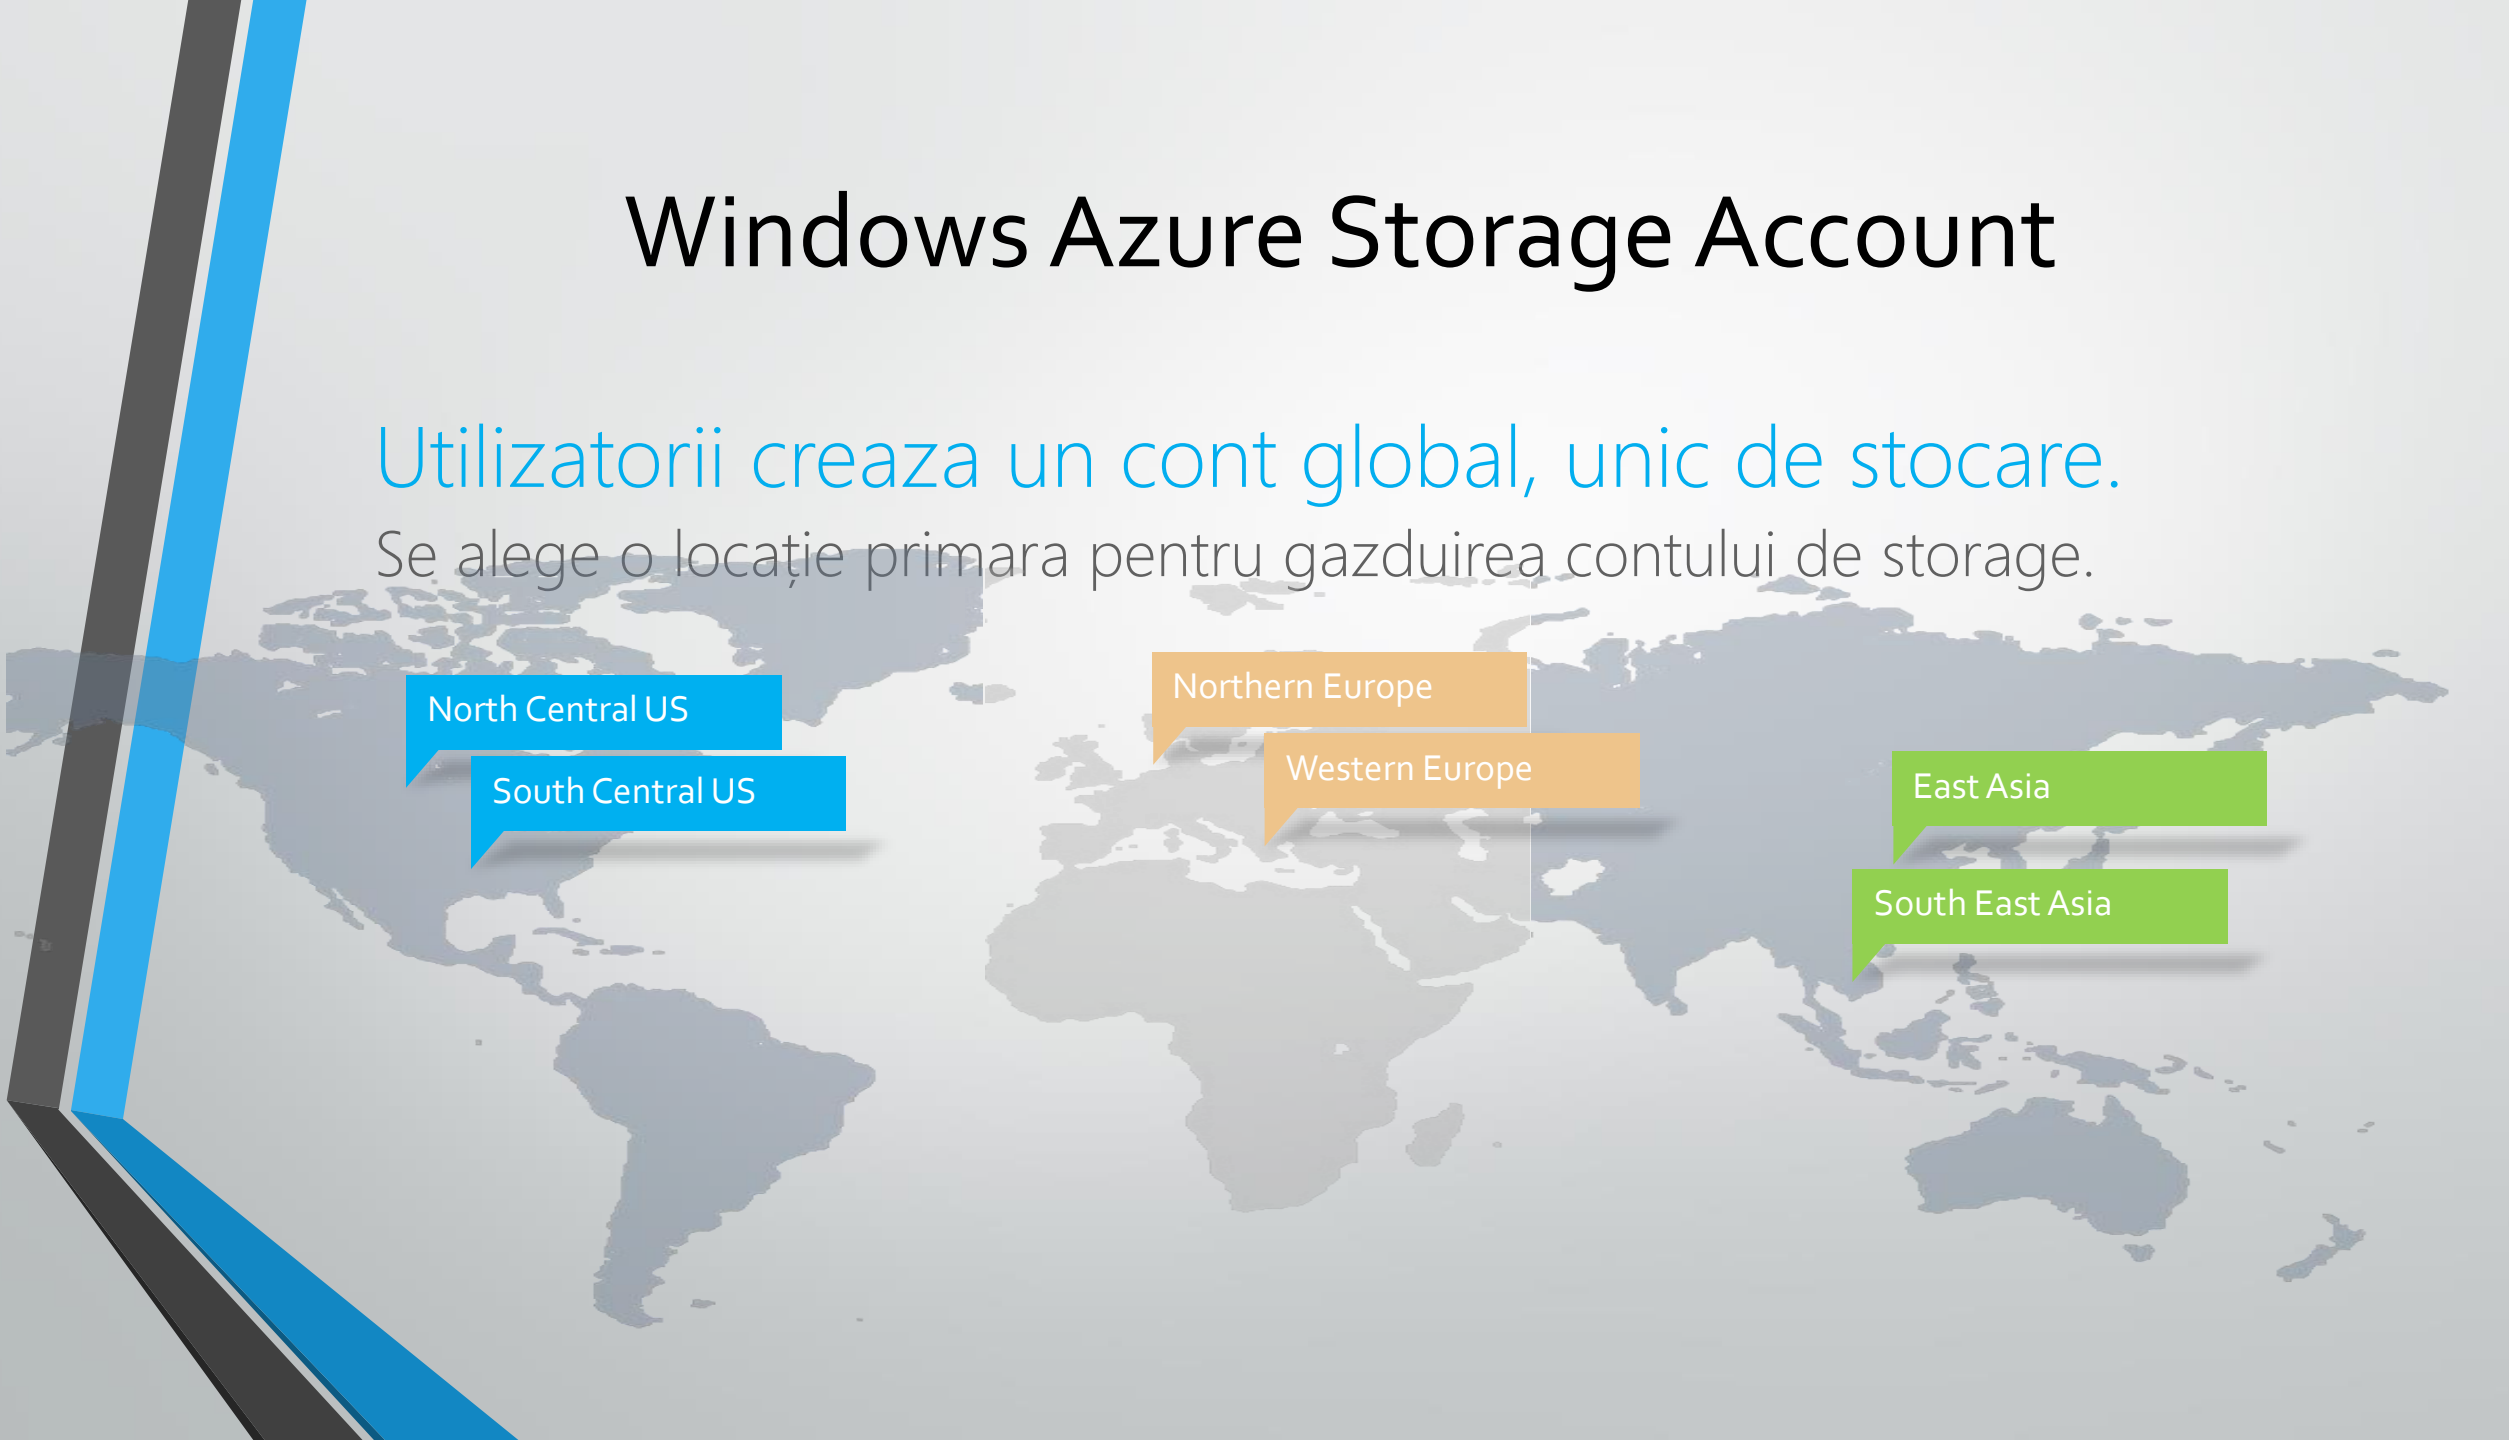 Windows Azure Storage Account
Utilizatorii creaza un cont global, unic de stocare.
Se alege o locație primara pentru gazduirea contului de storage.
North Central US
South Central US
Northern Europe
Western Europe
East Asia
South East Asia